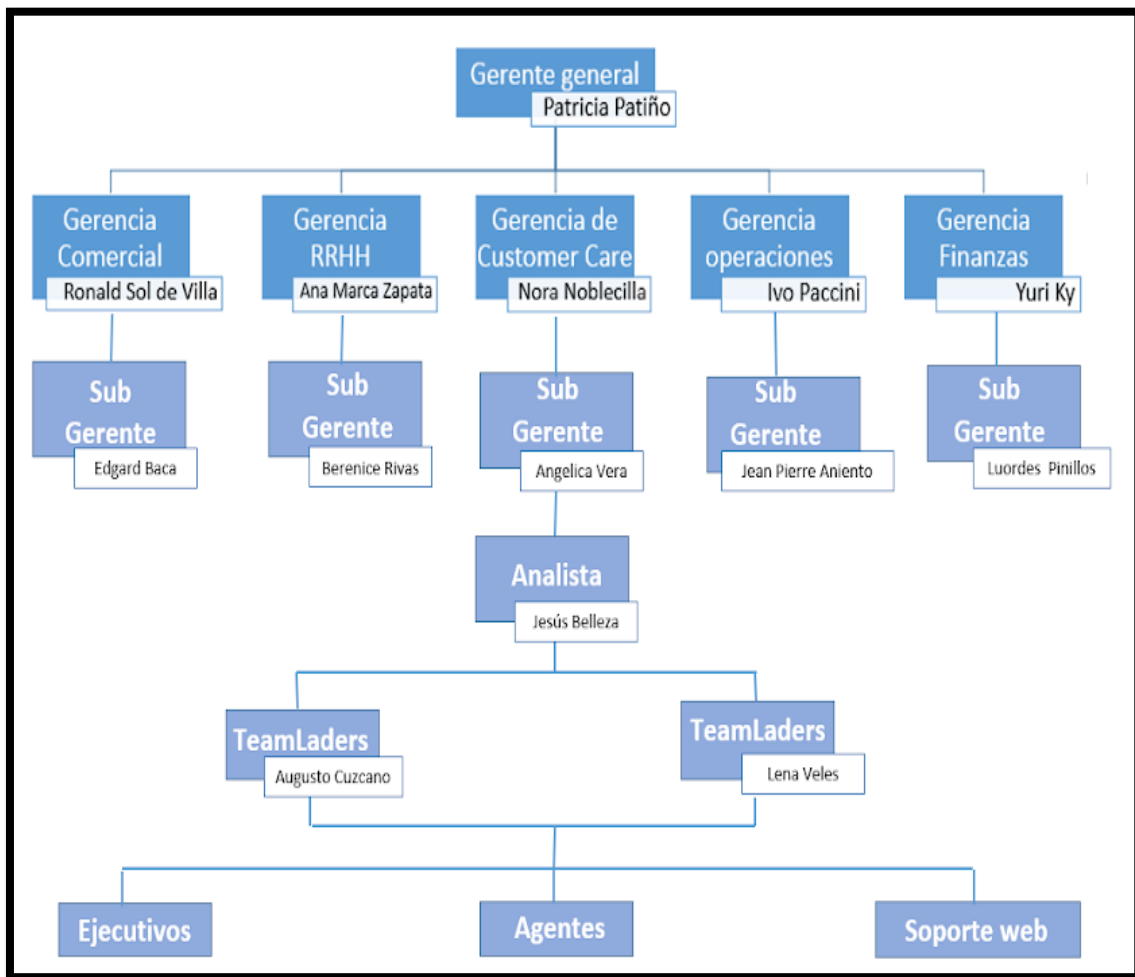 Gerente general
Patricia Patiño
Gerencia
Comercial
Ronald Sol de Villa
Gerencia
RRHH
Ana Marca Zapata
Gerencia de
Customer Care
Nora Noblecilla
Gerencia
operaciones
Ivo Paccini
Gerencia
Finanzas
Yuri Ky
Sub
Gerente
Edgard Baca
Sub
Gerente
Berenice Rivas
Sub
Gerente
Angelica Vera
Sub
Gerente
Jean Pierre Aniento
Sub
Gerente
Luordes Pinillos
Analista
Jesús Belleza
TeamLaders
Augusto Cuzcano
TeamLaders
Lena Veles
Ejecutivos
Agentes
Soporte web